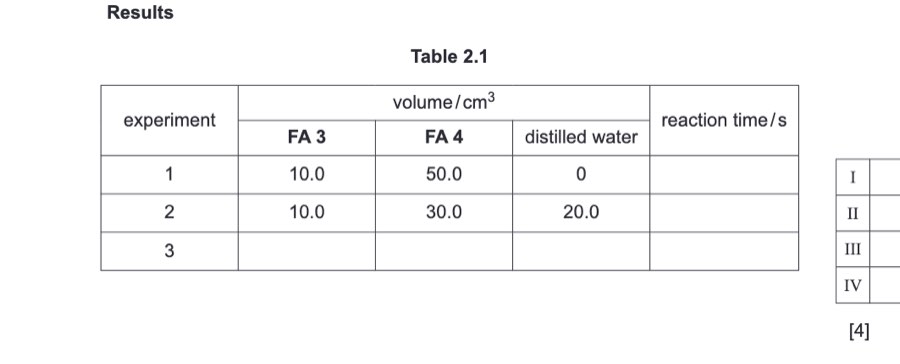 Results
Table 2.1
experiment volume / cm³ reaction time / s
FA 3 FA 4 distilled water
1 10.0 50.0 0
2 10.0 30.0 20.0
3
I
II
III
IV
[4]